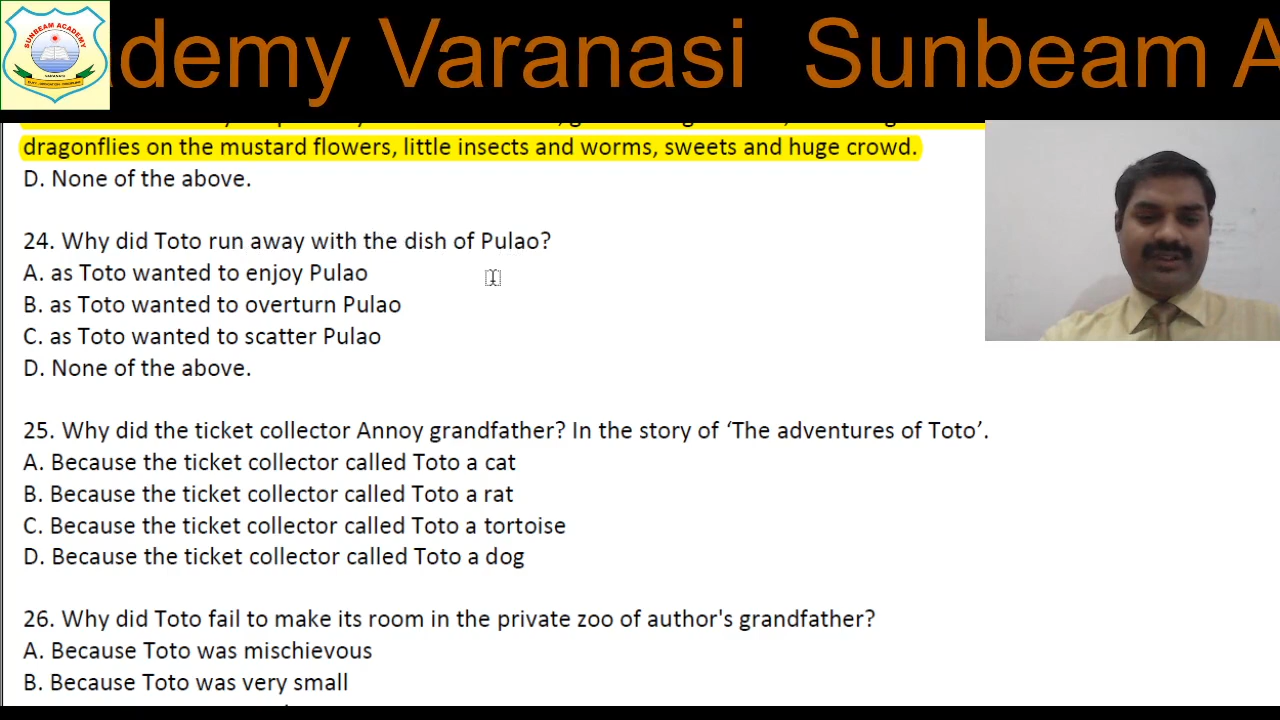 SUNBEAM ACADEMY
VARANASI
demy Varanasi Sunbeam A
dragonflies on the mustard flowers, little insects and worms, sweets and huge crowd.
D. None of the above.
24. Why did Toto run away with the dish of Pulao?
A. as Toto wanted to enjoy Pulao
B. as Toto wanted to overturn Pulao
C. as Toto wanted to scatter Pulao
D. None of the above.
25. Why did the ticket collector Annoy grandfather? In the story of ‘The adventures of Toto’.
A. Because the ticket collector called Toto a cat
B. Because the ticket collector called Toto a rat
C. Because the ticket collector called Toto a tortoise
D. Because the ticket collector called Toto a dog
26. Why did Toto fail to make its room in the private zoo of author's grandfather?
A. Because Toto was mischievous
B. Because Toto was very small